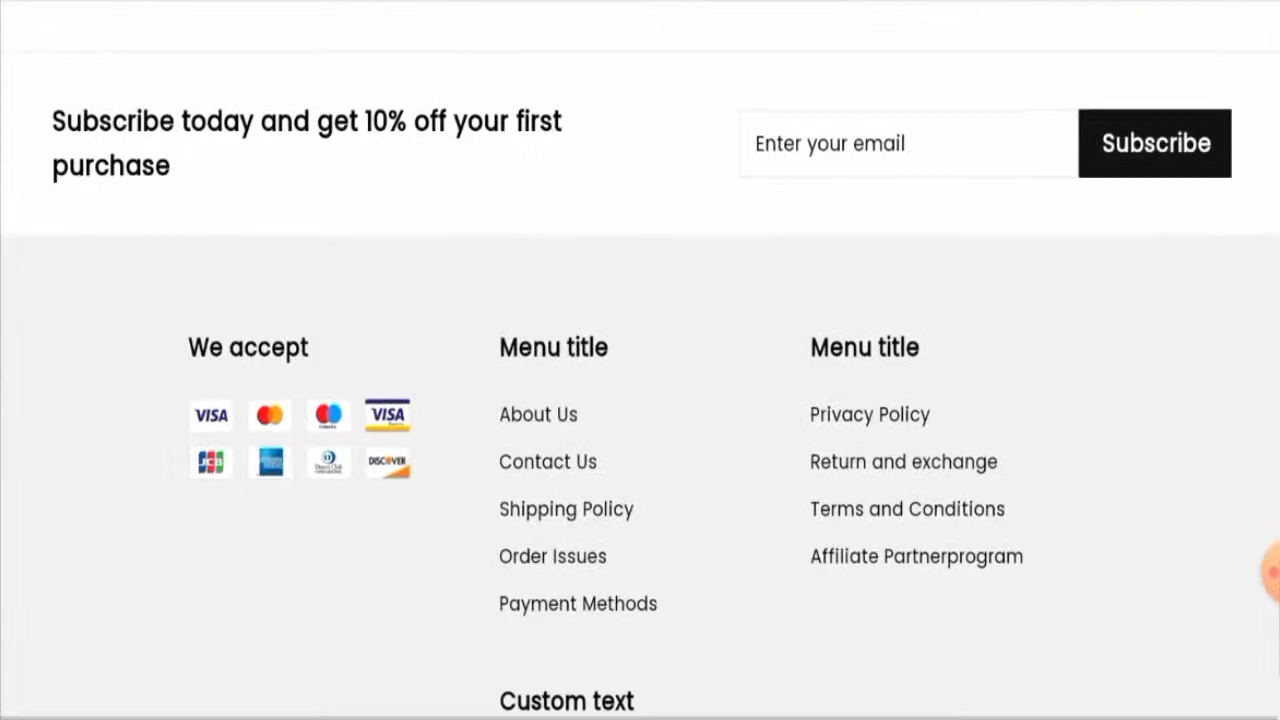 Subscribe today and get 10% off your first
purchase
Enter your email
Subscribe
We accept
VISA
VISA
JCB
DISCOVER
Menu title
About Us
Contact Us
Shipping Policy
Order Issues
Payment Methods
Menu title
Privacy Policy
Return and exchange
Terms and Conditions
Affiliate Partnerprogram
Custom text